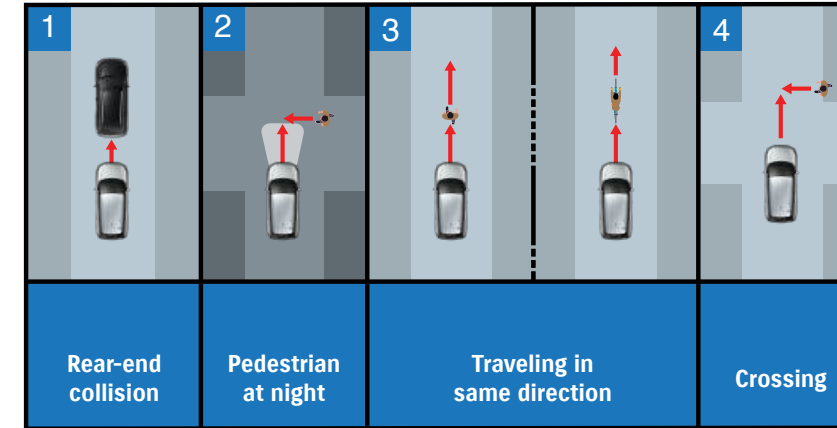 1
2
3
4
Rear-end
collision
Pedestrian
at night
Traveling in
same direction
Crossing